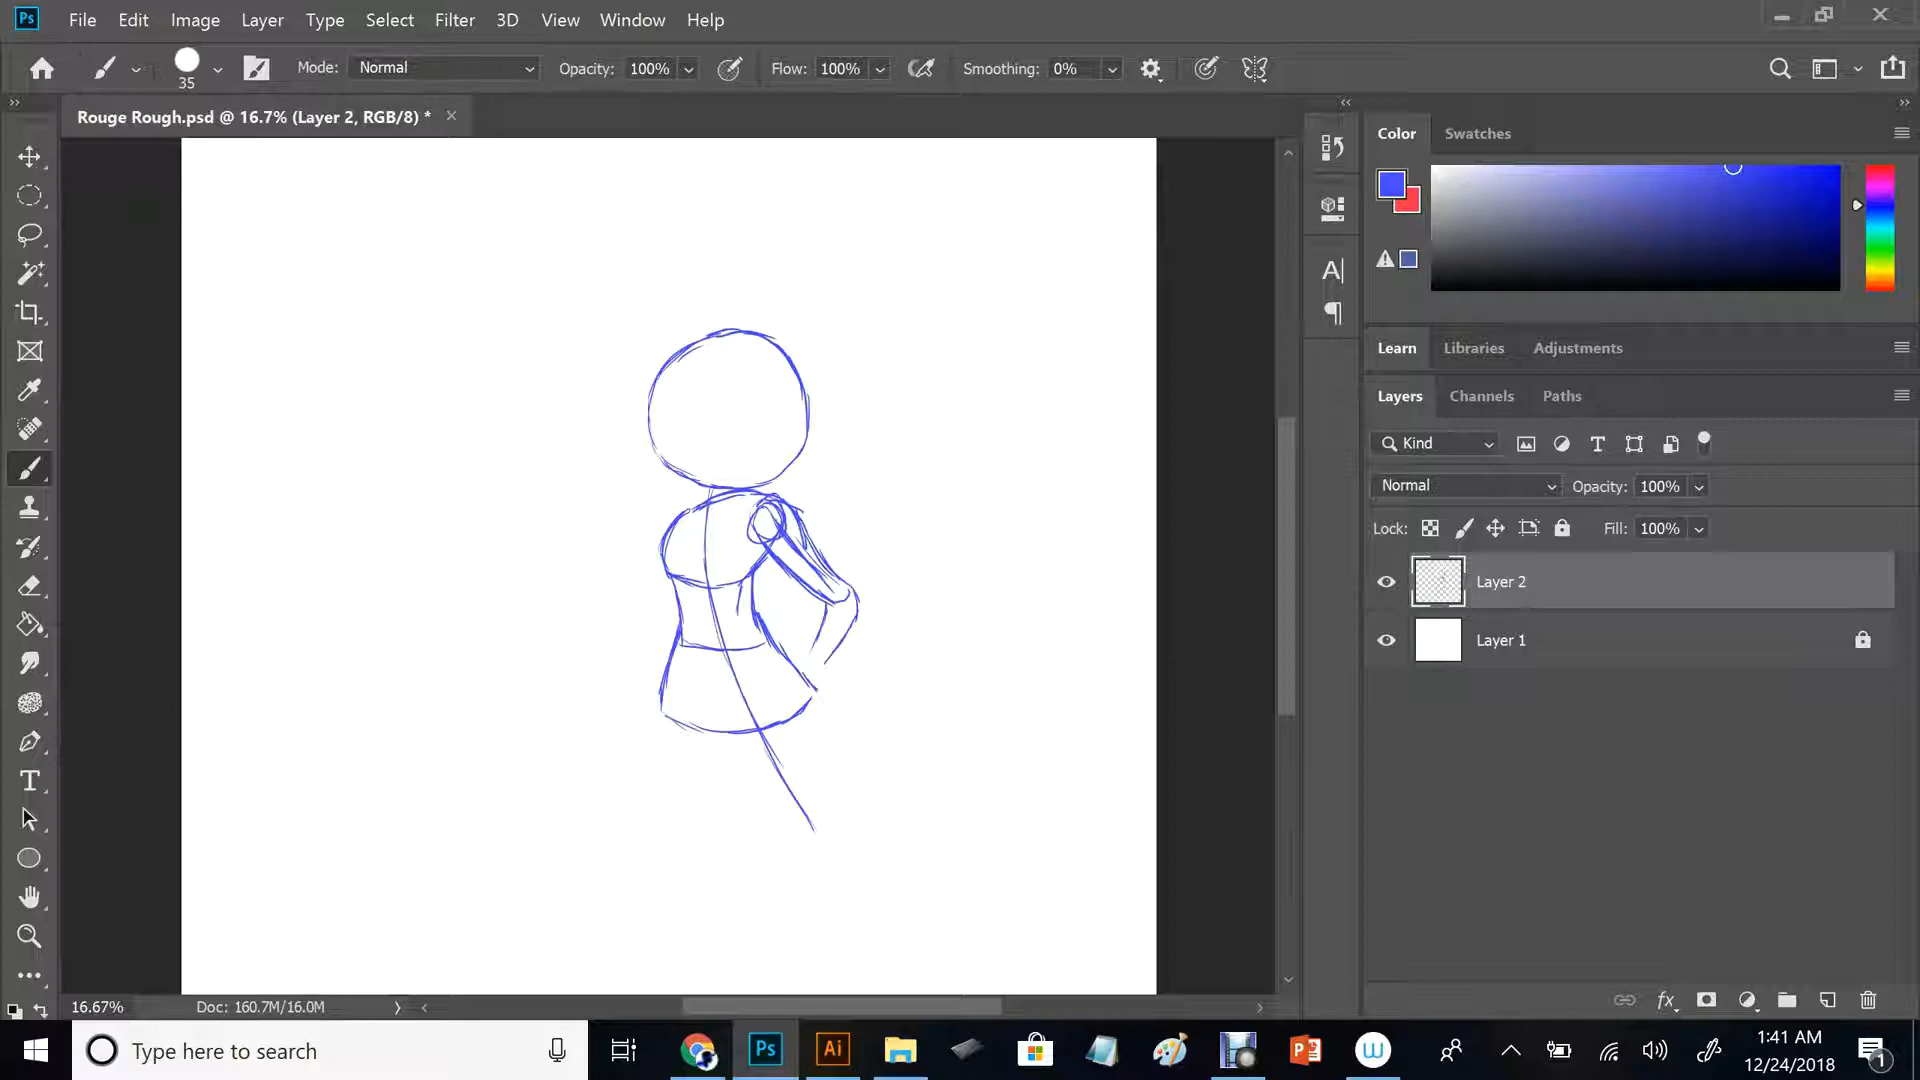 Ps File Edit Image Layer Type Select Filter 3D View Window Help
35 Mode: Normal Opacity: 100% Flow: 100% Smoothing: 0%
Rouge Rough.psd @ 16.7% (Layer 2, RGB/8) * ×
Color Swatches
Learn Libraries Adjustments
Layers Channels Paths
Kind
Normal Opacity: 100%
Lock: Fill: 100%
Layer 2
Layer 1
16.67% Doc: 160.7M/16.0M
Type here to search Ps Ai 1:41 AM
12/24/2018 1